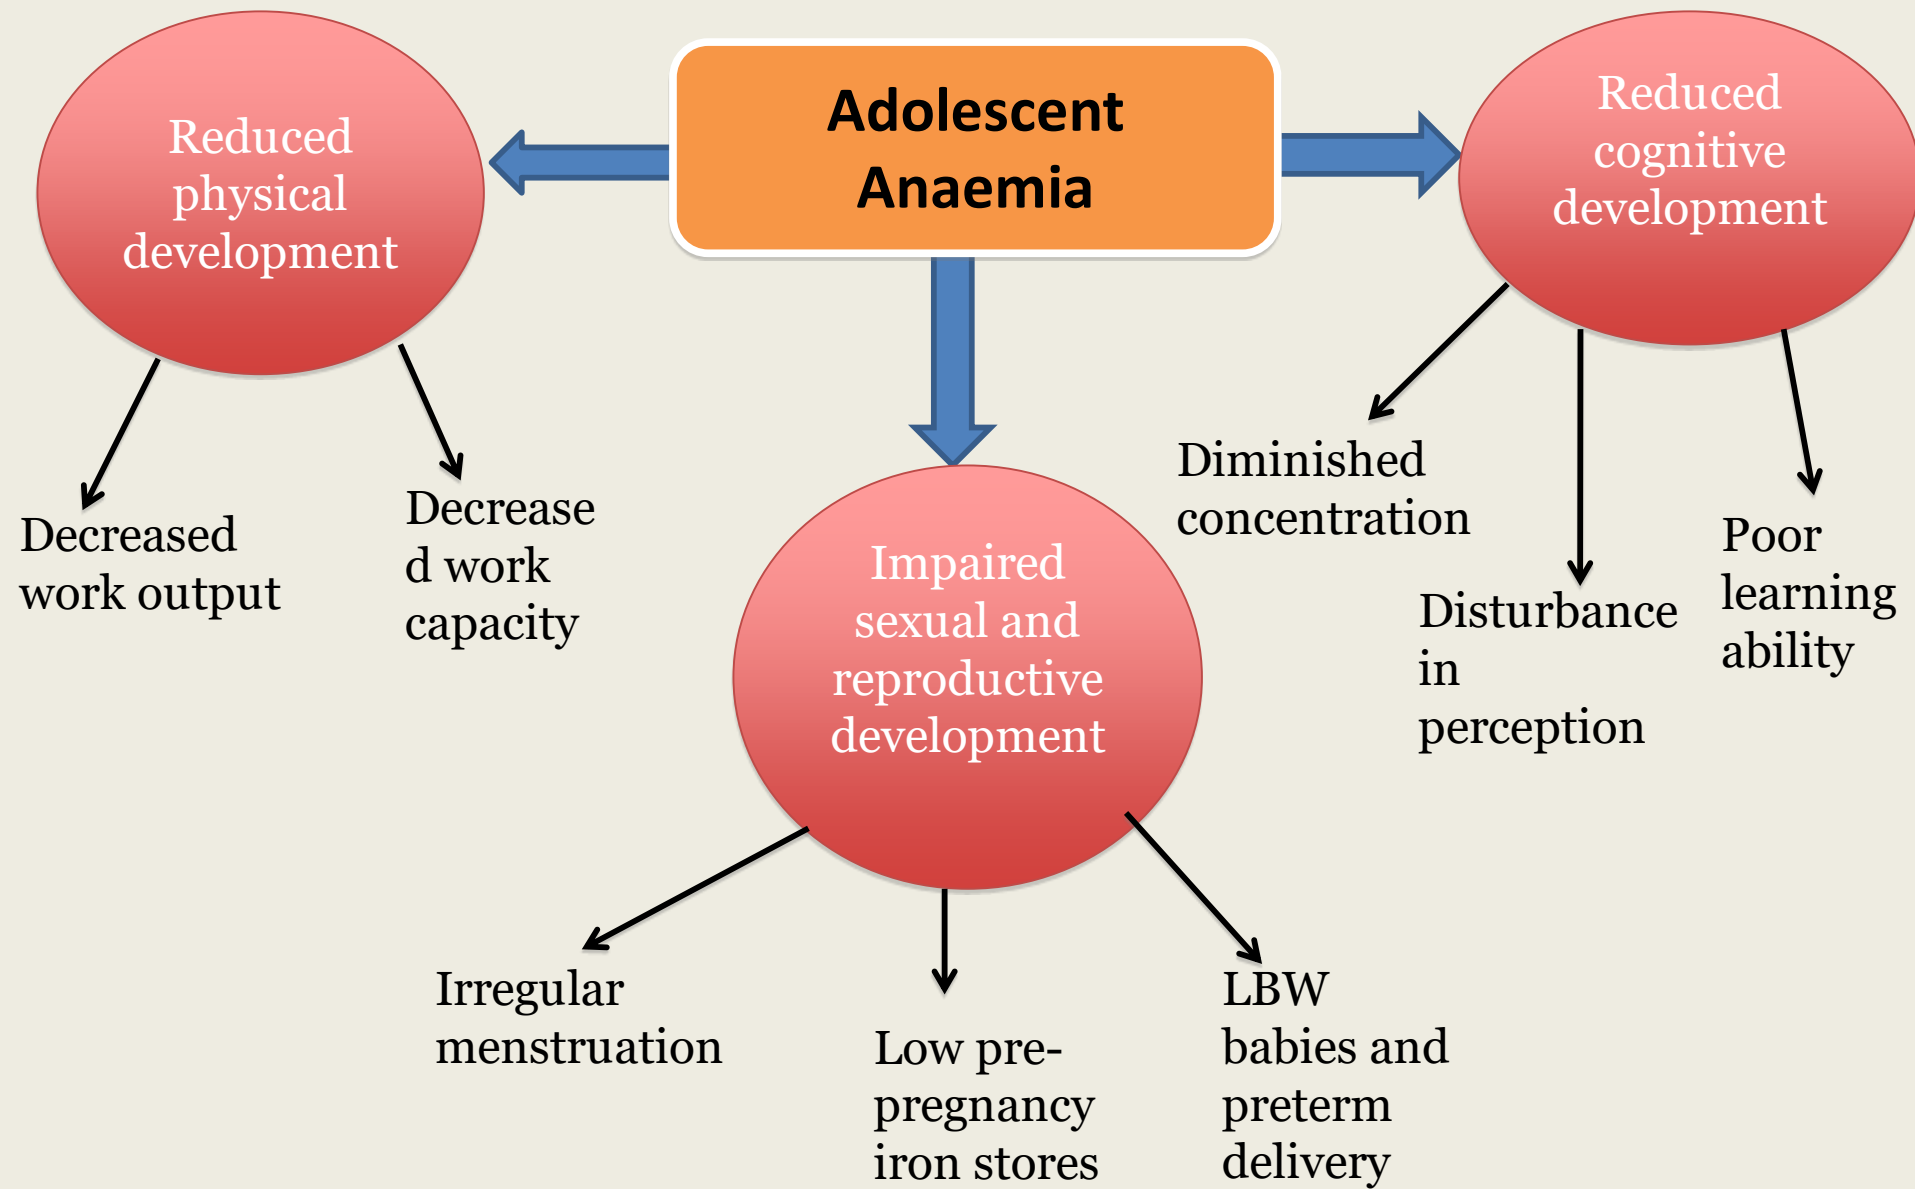 Adolescent
Anaemia
Reduced
physical
development
Reduced
cognitive
development
Decreased
work output
Decrease
d work
capacity
Impaired
sexual and
reproductive
development
Diminished
concentration
Disturbance
in
perception
Poor
learning
ability
Irregular
menstruation
Low pre-
pregnancy
iron stores
LBW
babies and
preterm
delivery